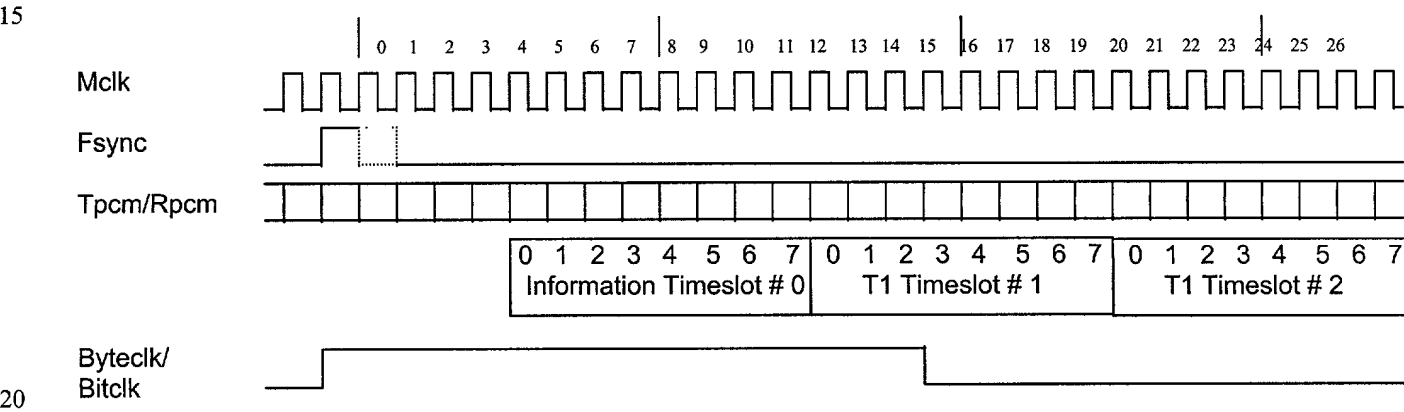 15
0 1 2 3 4 5 6 7 8 9 10 11 12 13 14 15 16 17 18 19 20 21 22 23 24 25 26
Mclk
Fsync
Tpcm/Rpcm
0 1 2 3 4 5 6 7 0 1 2 3 4 5 6 7 0 1 2 3 4 5 6 7
Information Timeslot # 0 T1 Timeslot # 1 T1 Timeslot # 2
Byteclk/
Bitclk
20